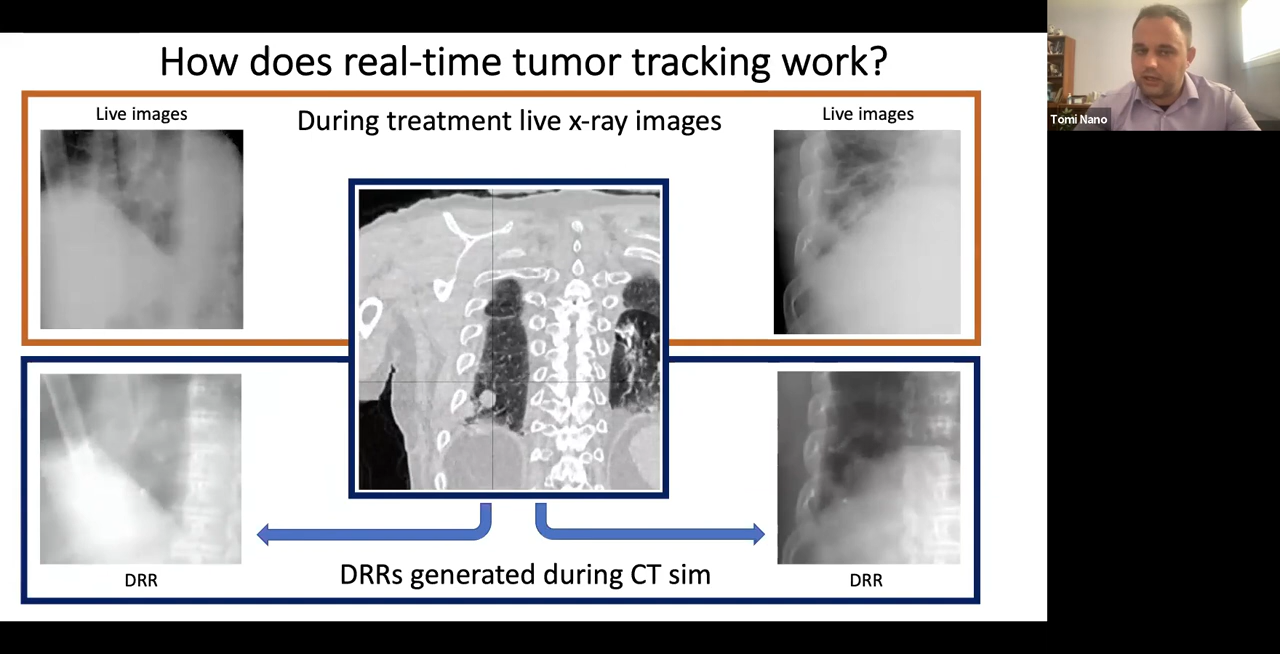 How does real-time tumor tracking work?
Live images
During treatment live x-ray images
Live images
DRR
DRRs generated during CT sim
DRR
Tomi Nano